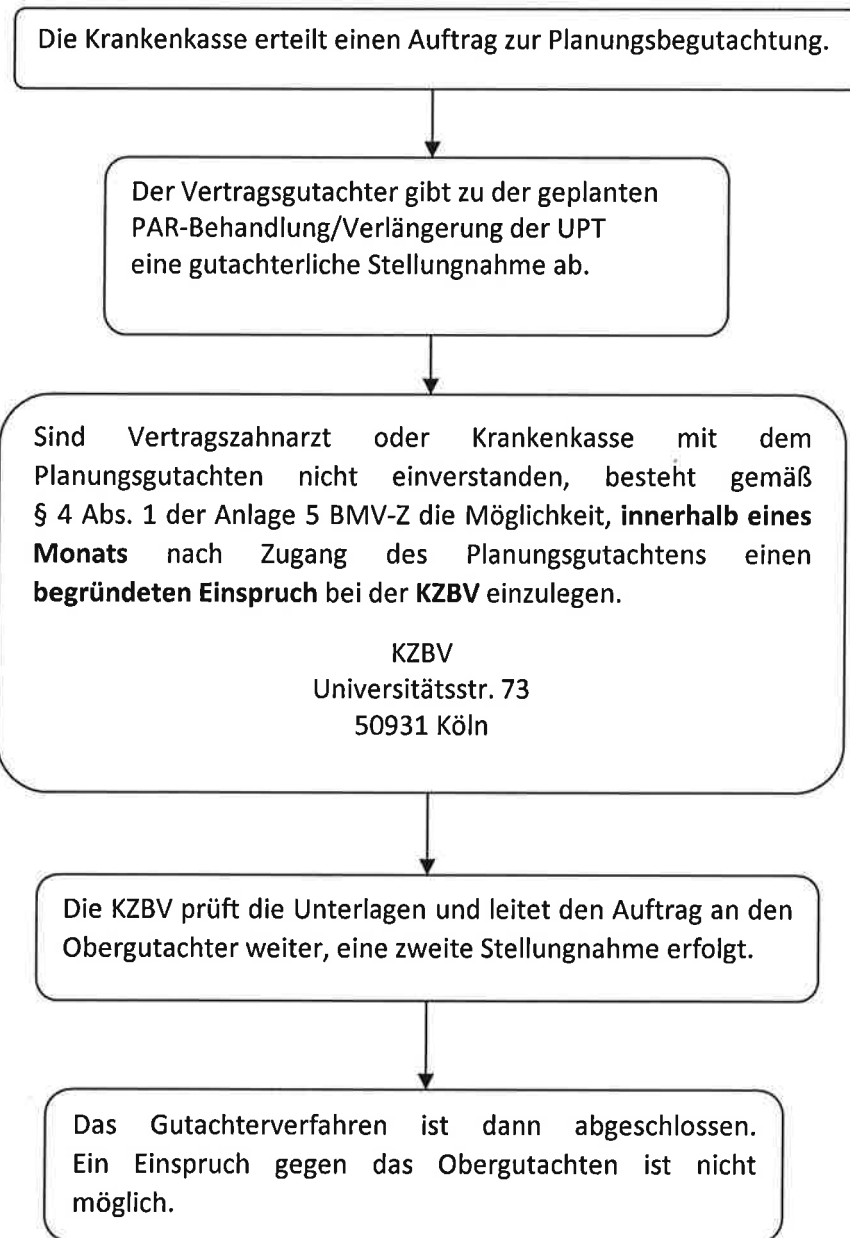 Die Krankenkasse erteilt einen Auftrag zur Planungsbegutachtung.
Der Vertragsgutachter gibt zu der geplanten
PAR-Behandlung/Verlängerung der UPT
eine gutachterliche Stellungnahme ab.
Sind Vertragszahnarzt oder Krankenkasse mit dem
Planungsgutachten nicht einverstanden, besteht gemäß
§ 4 Abs. 1 der Anlage 5 BMV-Z die Möglichkeit, innerhalb eines
Monats nach Zugang des Planungsgutachtens einen
begründeten Einspruch bei der KZBV einzulegen.
KZBV
Universitätsstr. 73
50931 Köln
Die KZBV prüft die Unterlagen und leitet den Auftrag an den
Obergutachter weiter, eine zweite Stellungnahme erfolgt.
Das Gutachterverfahren ist dann abgeschlossen.
Ein Einspruch gegen das Obergutachten ist nicht
möglich.